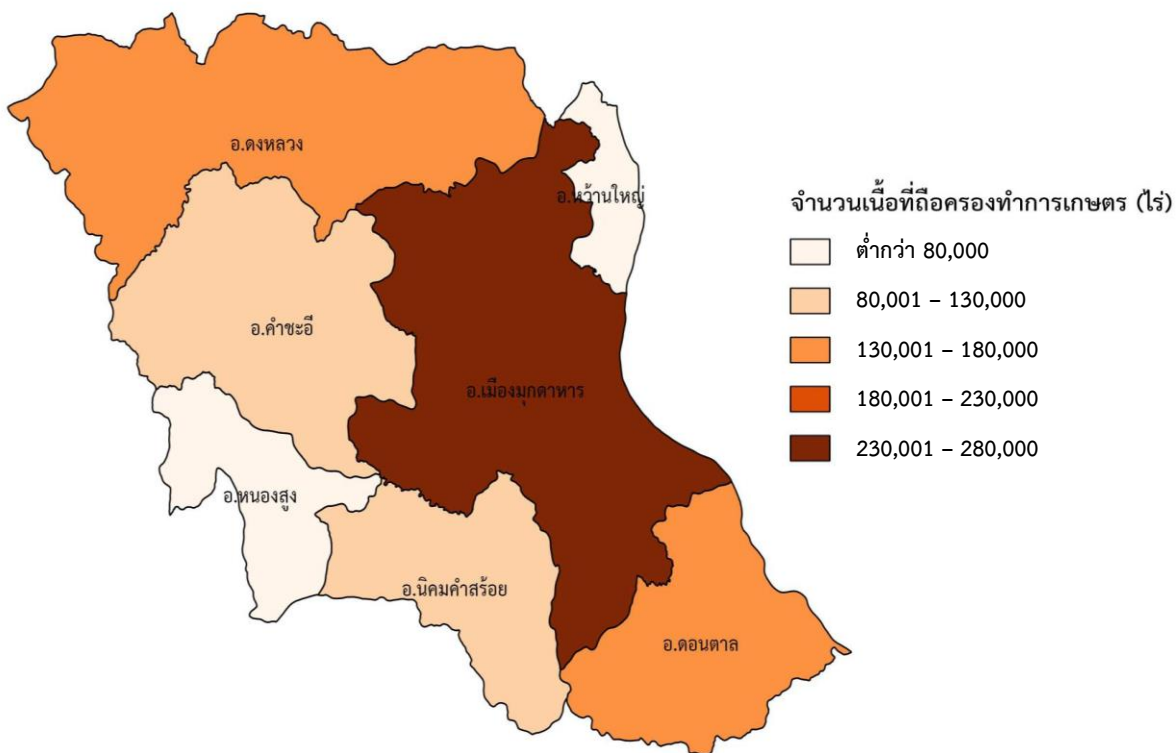 อ.ดงหลวง
อ.หว้านใหญ่
อ.คำชะอี
อ.เมืองมุกดาหาร
อ.หนองสูง
อ.นิคมคำสร้อย
อ.ดอนตาล
จำนวนเนื้อที่ถือครองทำการเกษตร (ไร่)
ต่ำกว่า 80,000
80,001 – 130,000
130,001 – 180,000
180,001 – 230,000
230,001 – 280,000